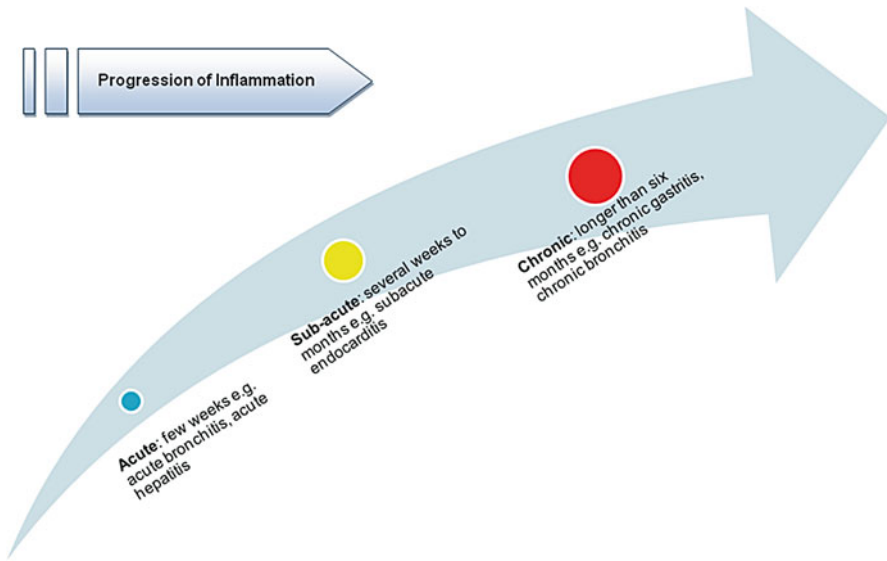 Progression of Inflammation
Acute: few weeks e.g.
acute bronchitis, acute
hepatitis
Sub-acute: several weeks to
months e.g. subacute
endocarditis
Chronic: longer than six
months e.g. chronic gastritis,
chronic bronchitis